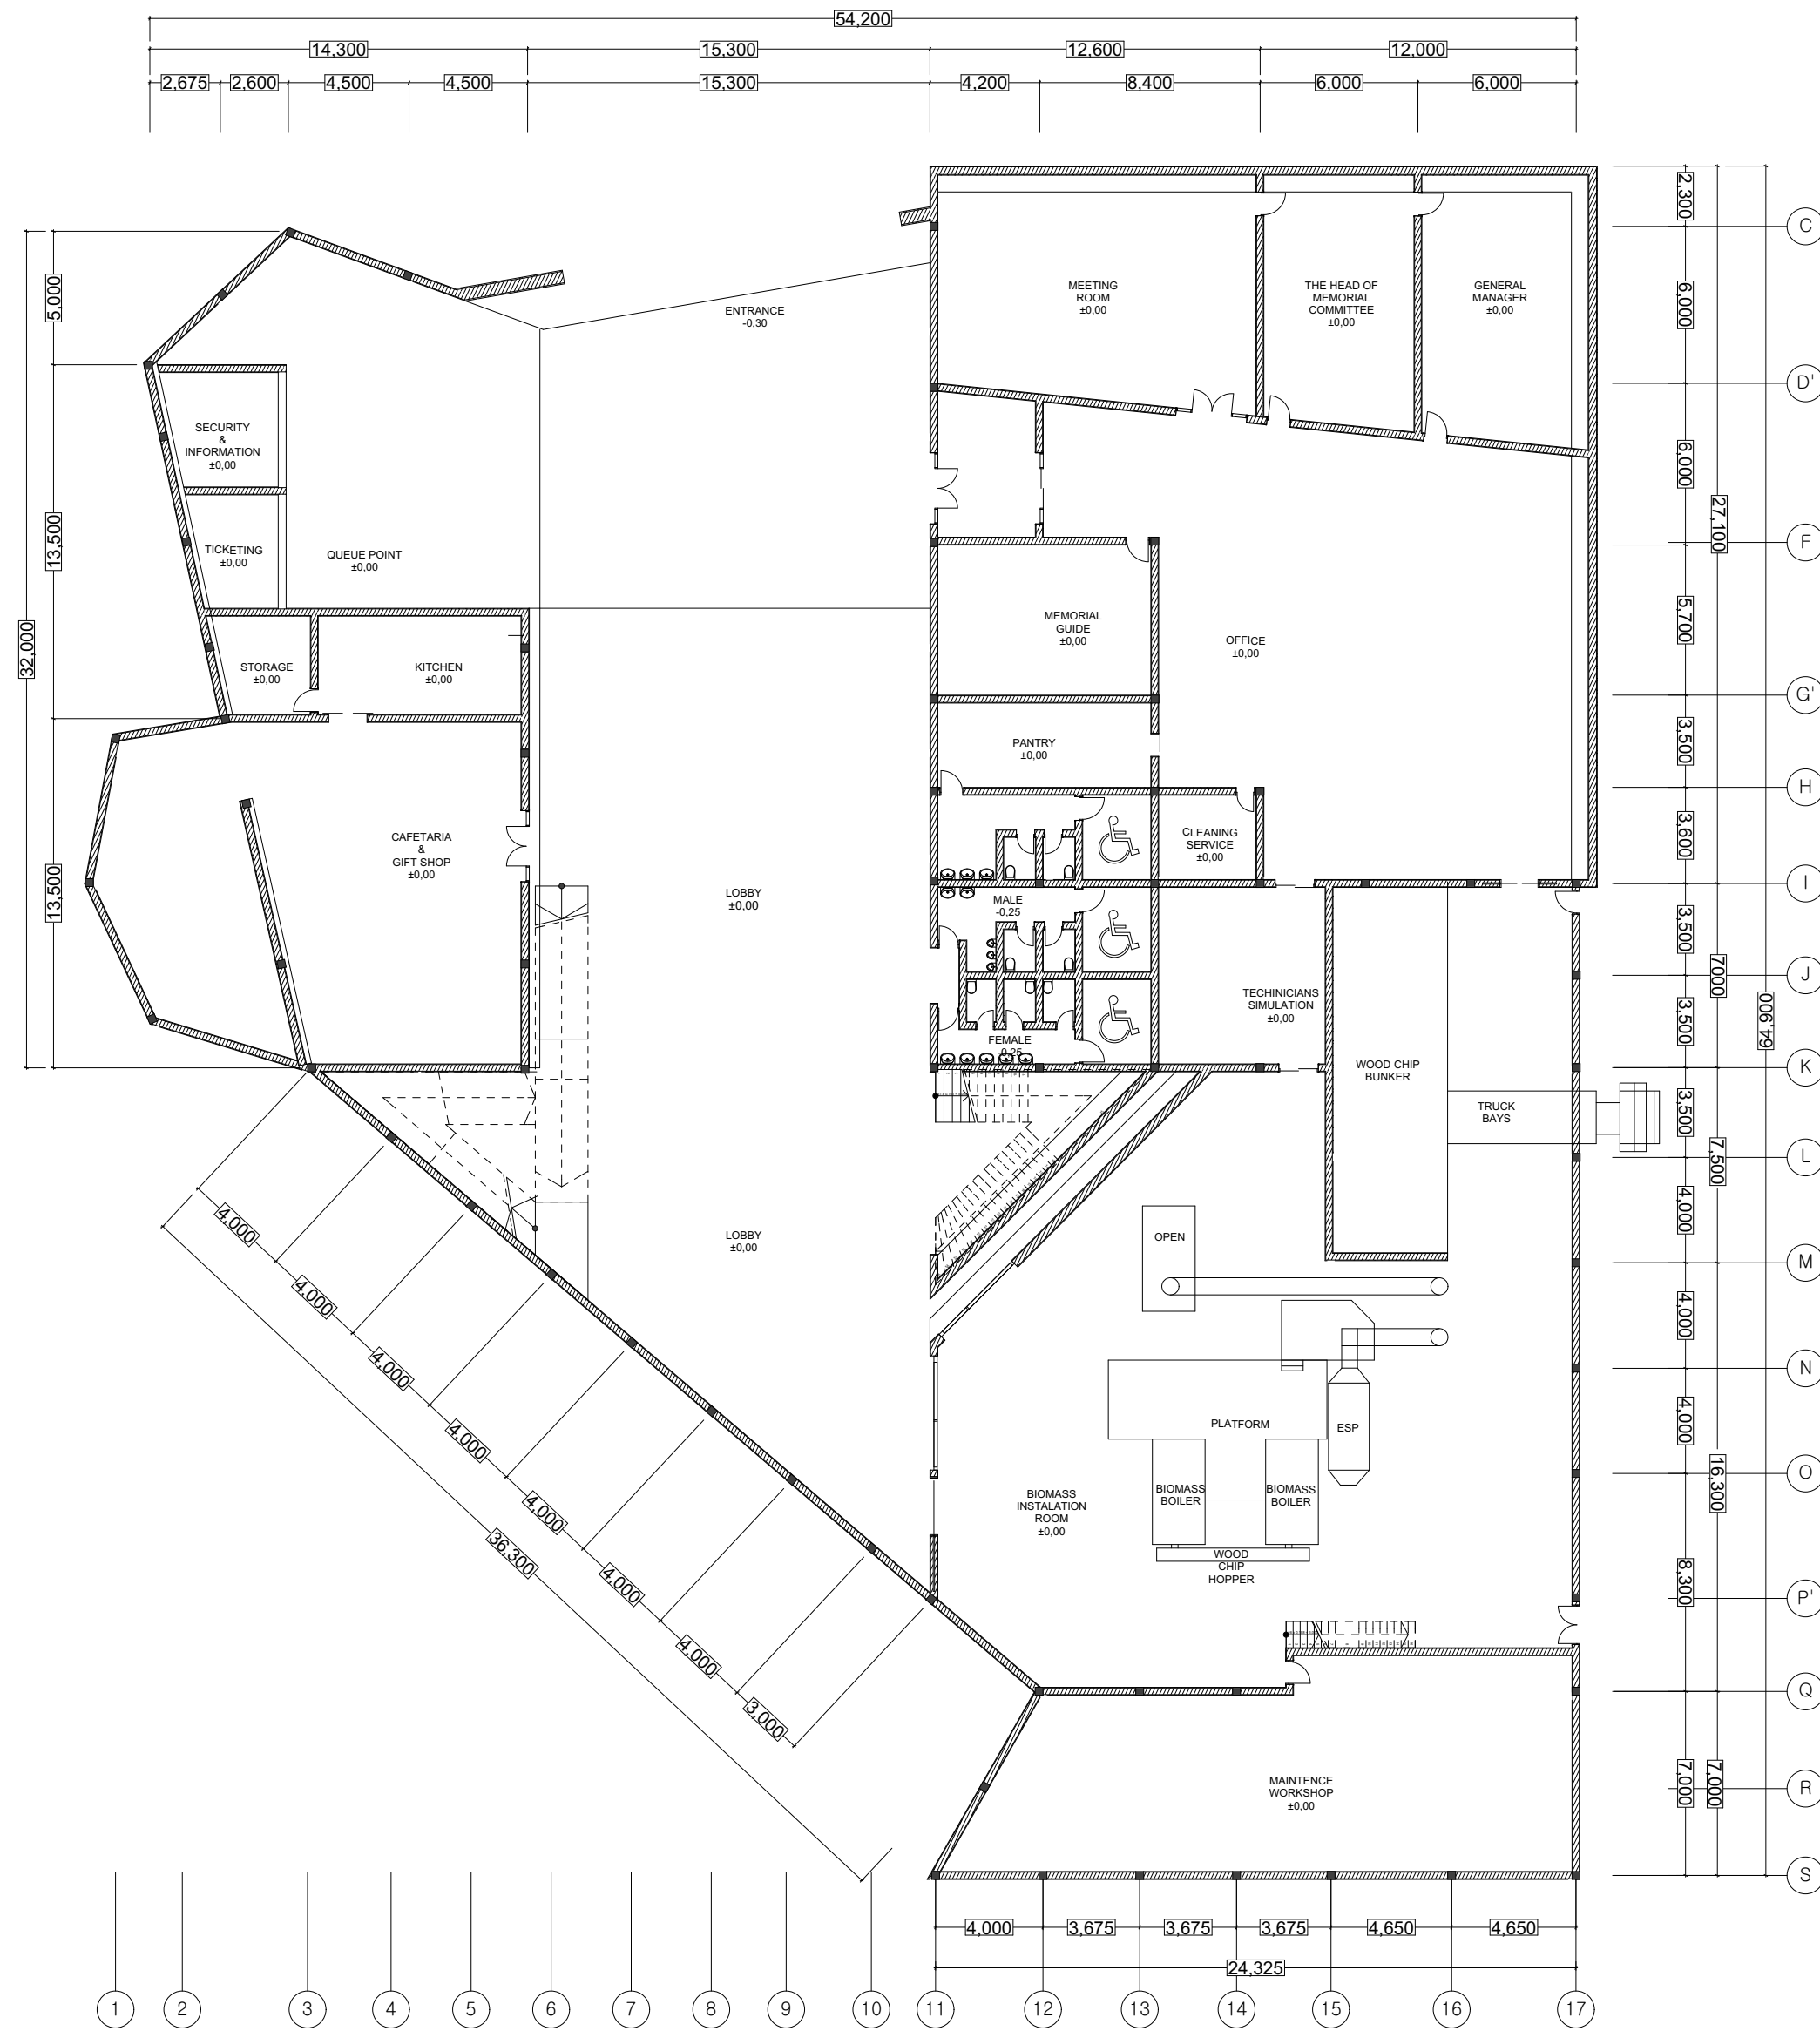 54,200
14,300
15,300
12,600
12,000
2,675
2,600
4,500
4,500
15,300
4,200
8,400
6,000
6,000
2,300
C
5,000
MEETING
ROOM
±0,00
THE HEAD OF
MEMORIAL
COMMITTEE
±0,00
GENERAL
MANAGER
±0,00
6,000
ENTRANCE
-0,30
D'
SECURITY
&
INFORMATION
±0,00
6,000
13,500
27,100
F
TICKETING
±0,00
QUEUE POINT
±0,00
32,000
MEMORIAL
GUIDE
±0,00
OFFICE
±0,00
5,700
STORAGE
±0,00
KITCHEN
±0,00
G'
PANTRY
±0,00
3,500
H
CAFETARIA
&
GIFT SHOP
±0,00
CLEANING
SERVICE
±0,00
3,600
13,500
LOBBY
±0,00
MALE
-0,25
I
3,500
7000
J
TECHINICIANS
SIMULATION
±0,00
3,500
64,900
FEMALE
-0,25
WOOD CHIP
BUNKER
K
TRUCK
BAYS
3,500
7,500
L
LOBBY
±0,00
OPEN
4,000
M
4,000
4,000
4,000
4,000
4,000
4,000
4,000
3,000
36,300
4,000
N
PLATFORM
ESP
4,000
16,300
O
BIOMASS
INSTALATION
ROOM
±0,00
BIOMASS
BOILER
BIOMASS
BOILER
WOOD
CHIP
HOPPER
8,300
P'
Q
MAINTENCE
WORKSHOP
±0,00
7,000
7,000
R
S
4,000
3,675
3,675
3,675
4,650
4,650
24,325
1
2
3
4
5
6
7
8
9
10
11
12
13
14
15
16
17